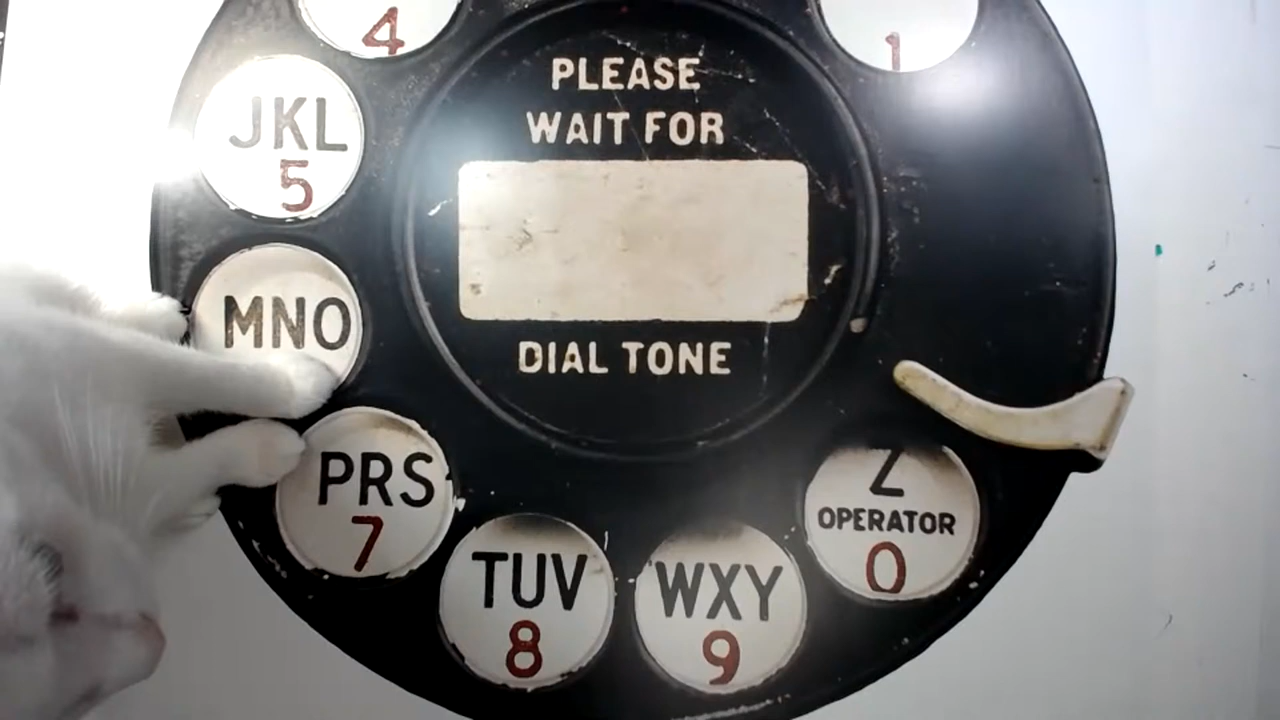 4
1
JKL
5
MNO
PRS
7
TUV
8
WXY
9
Z
OPERATOR
0
PLEASE
WAIT FOR
DIAL TONE